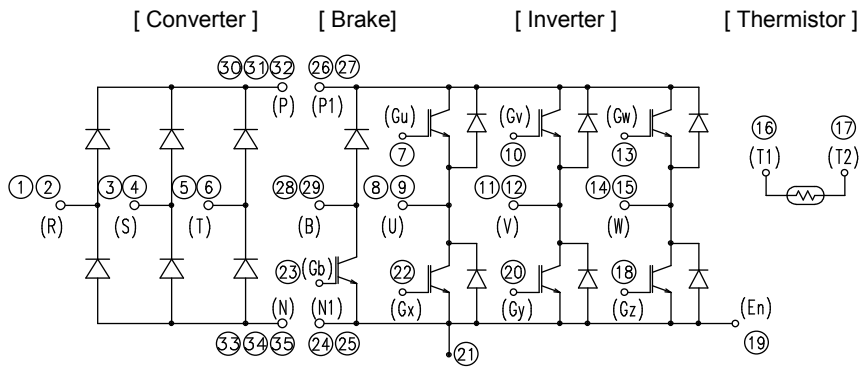 [ Converter ] [ Brake] [ Inverter ] [ Thermistor ]
30 31 32 26 27
(P) (P1) (Gu) (Gv) (Gw)
7 10 13 16 17
(T1) (T2)
1 2 3 4 5 6 28 29 8 9 11 12 14 15
(R) (S) (T) (B) (U) (V) (W)
23 (Gb) 22 20 18
(N) (N1) (Gx) (Gy) (Gz) (En)
33 34 35 24 25 21 19